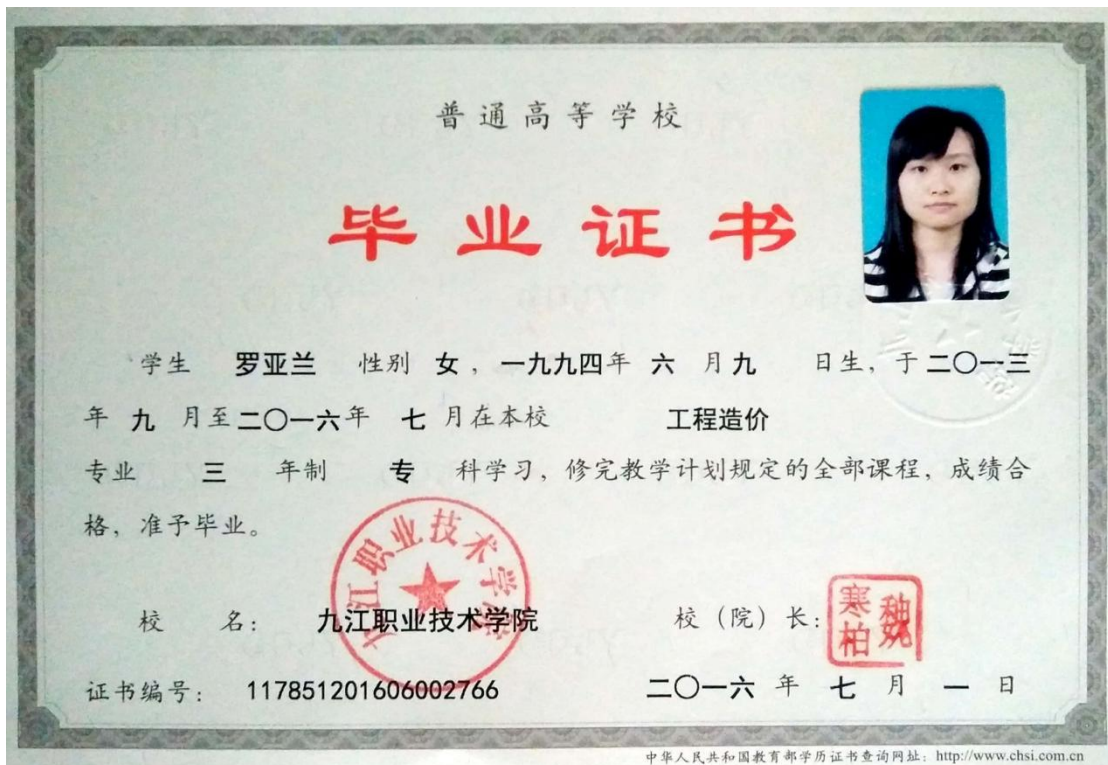 普通高等学校
毕业证书
学生 罗亚兰 性别 女，一九九四年 六 月九 日生，于二〇一三
年 九 月至二〇一六年 七 月在本校 工程造价
专业 三 年制 专 科学习，修完教学计划规定的全部课程，成绩合
格，准予毕业。
九江职业技术学院
校 名： 九江职业技术学院 校（院）长：
证书编号： 117851201606002766 二〇一六 年 七 月 一 日
中华人民共和国教育部学历证书查询网址：http://www.chsi.com.cn